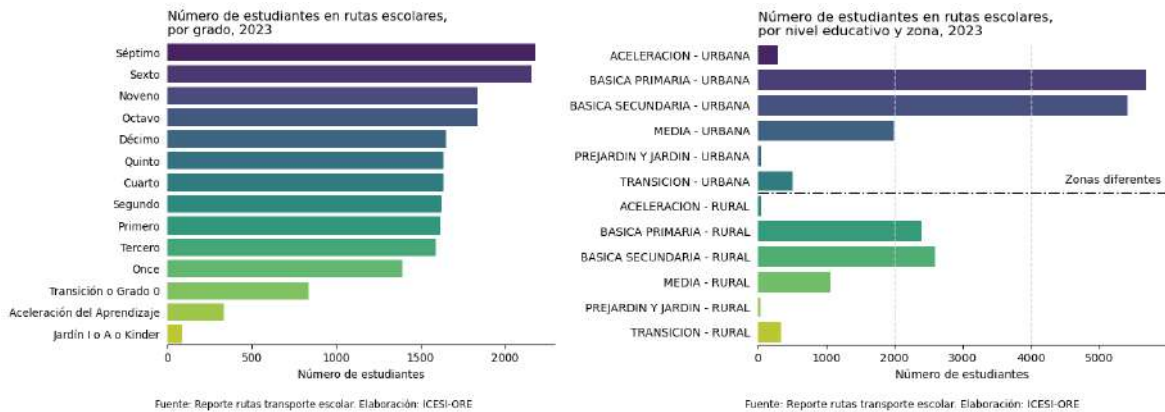 Número de estudiantes en rutas escolares,
por grado, 2023
Séptimo
Sexto
Noveno
Octavo
Décimo
Quinto
Cuarto
Segundo
Primero
Tercero
Once
Transición o Grado 0
Aceleración del Aprendizaje
Jardín I o A o Kinder
0
500
1000
1500
2000
Número de estudiantes
Fuente: Reporte rutas transporte escolar. Elaboración: ICESI-ORE
Número de estudiantes en rutas escolares,
por nivel educativo y zona, 2023
ACELERACION - URBANA
BASICA PRIMARIA - URBANA
BASICA SECUNDARIA - URBANA
MEDIA - URBANA
PREJARDIN Y JARDIN - URBANA
TRANSICION - URBANA
Zonas diferentes
ACELERACION - RURAL
BASICA PRIMARIA - RURAL
BASICA SECUNDARIA - RURAL
MEDIA - RURAL
PREJARDIN Y JARDIN - RURAL
TRANSICION - RURAL
0
1000
2000
3000
4000
5000
Número de estudiantes
Fuente: Reporte rutas transporte escolar. Elaboración: ICESI-ORE